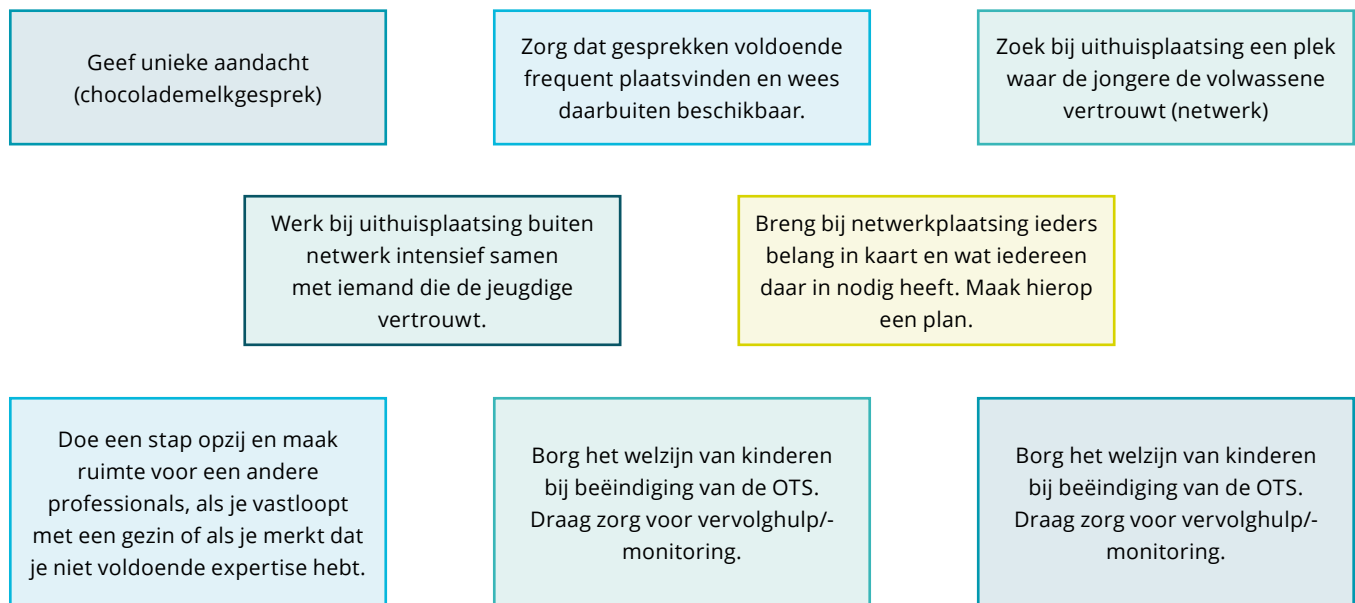 Geef unieke aandacht
(chocolademelkgesprek)
Zorg dat gesprekken voldoende
frequent plaatsvinden en wees
daarbuiten beschikbaar.
Zoek bij uithuisplaatsing een plek
waar de jongere de volwassene
vertrouwt (netwerk)
Werk bij uithuisplaatsing buiten
netwerk intensief samen
met iemand die de jeugdige
vertrouwt.
Breng bij netwerkplaatsing ieders
belang in kaart en wat iedereen
daar in nodig heeft. Maak hierop
een plan.
Doe een stap opzij en maak
ruimte voor een andere
professionals, als je vastloopt
met een gezin of als je merkt dat
je niet voldoende expertise hebt.
Borg het welzijn van kinderen
bij beëindiging van de OTS.
Draag zorg voor vervolghulp/-
monitoring.
Borg het welzijn van kinderen
bij beëindiging van de OTS.
Draag zorg voor vervolghulp/-
monitoring.